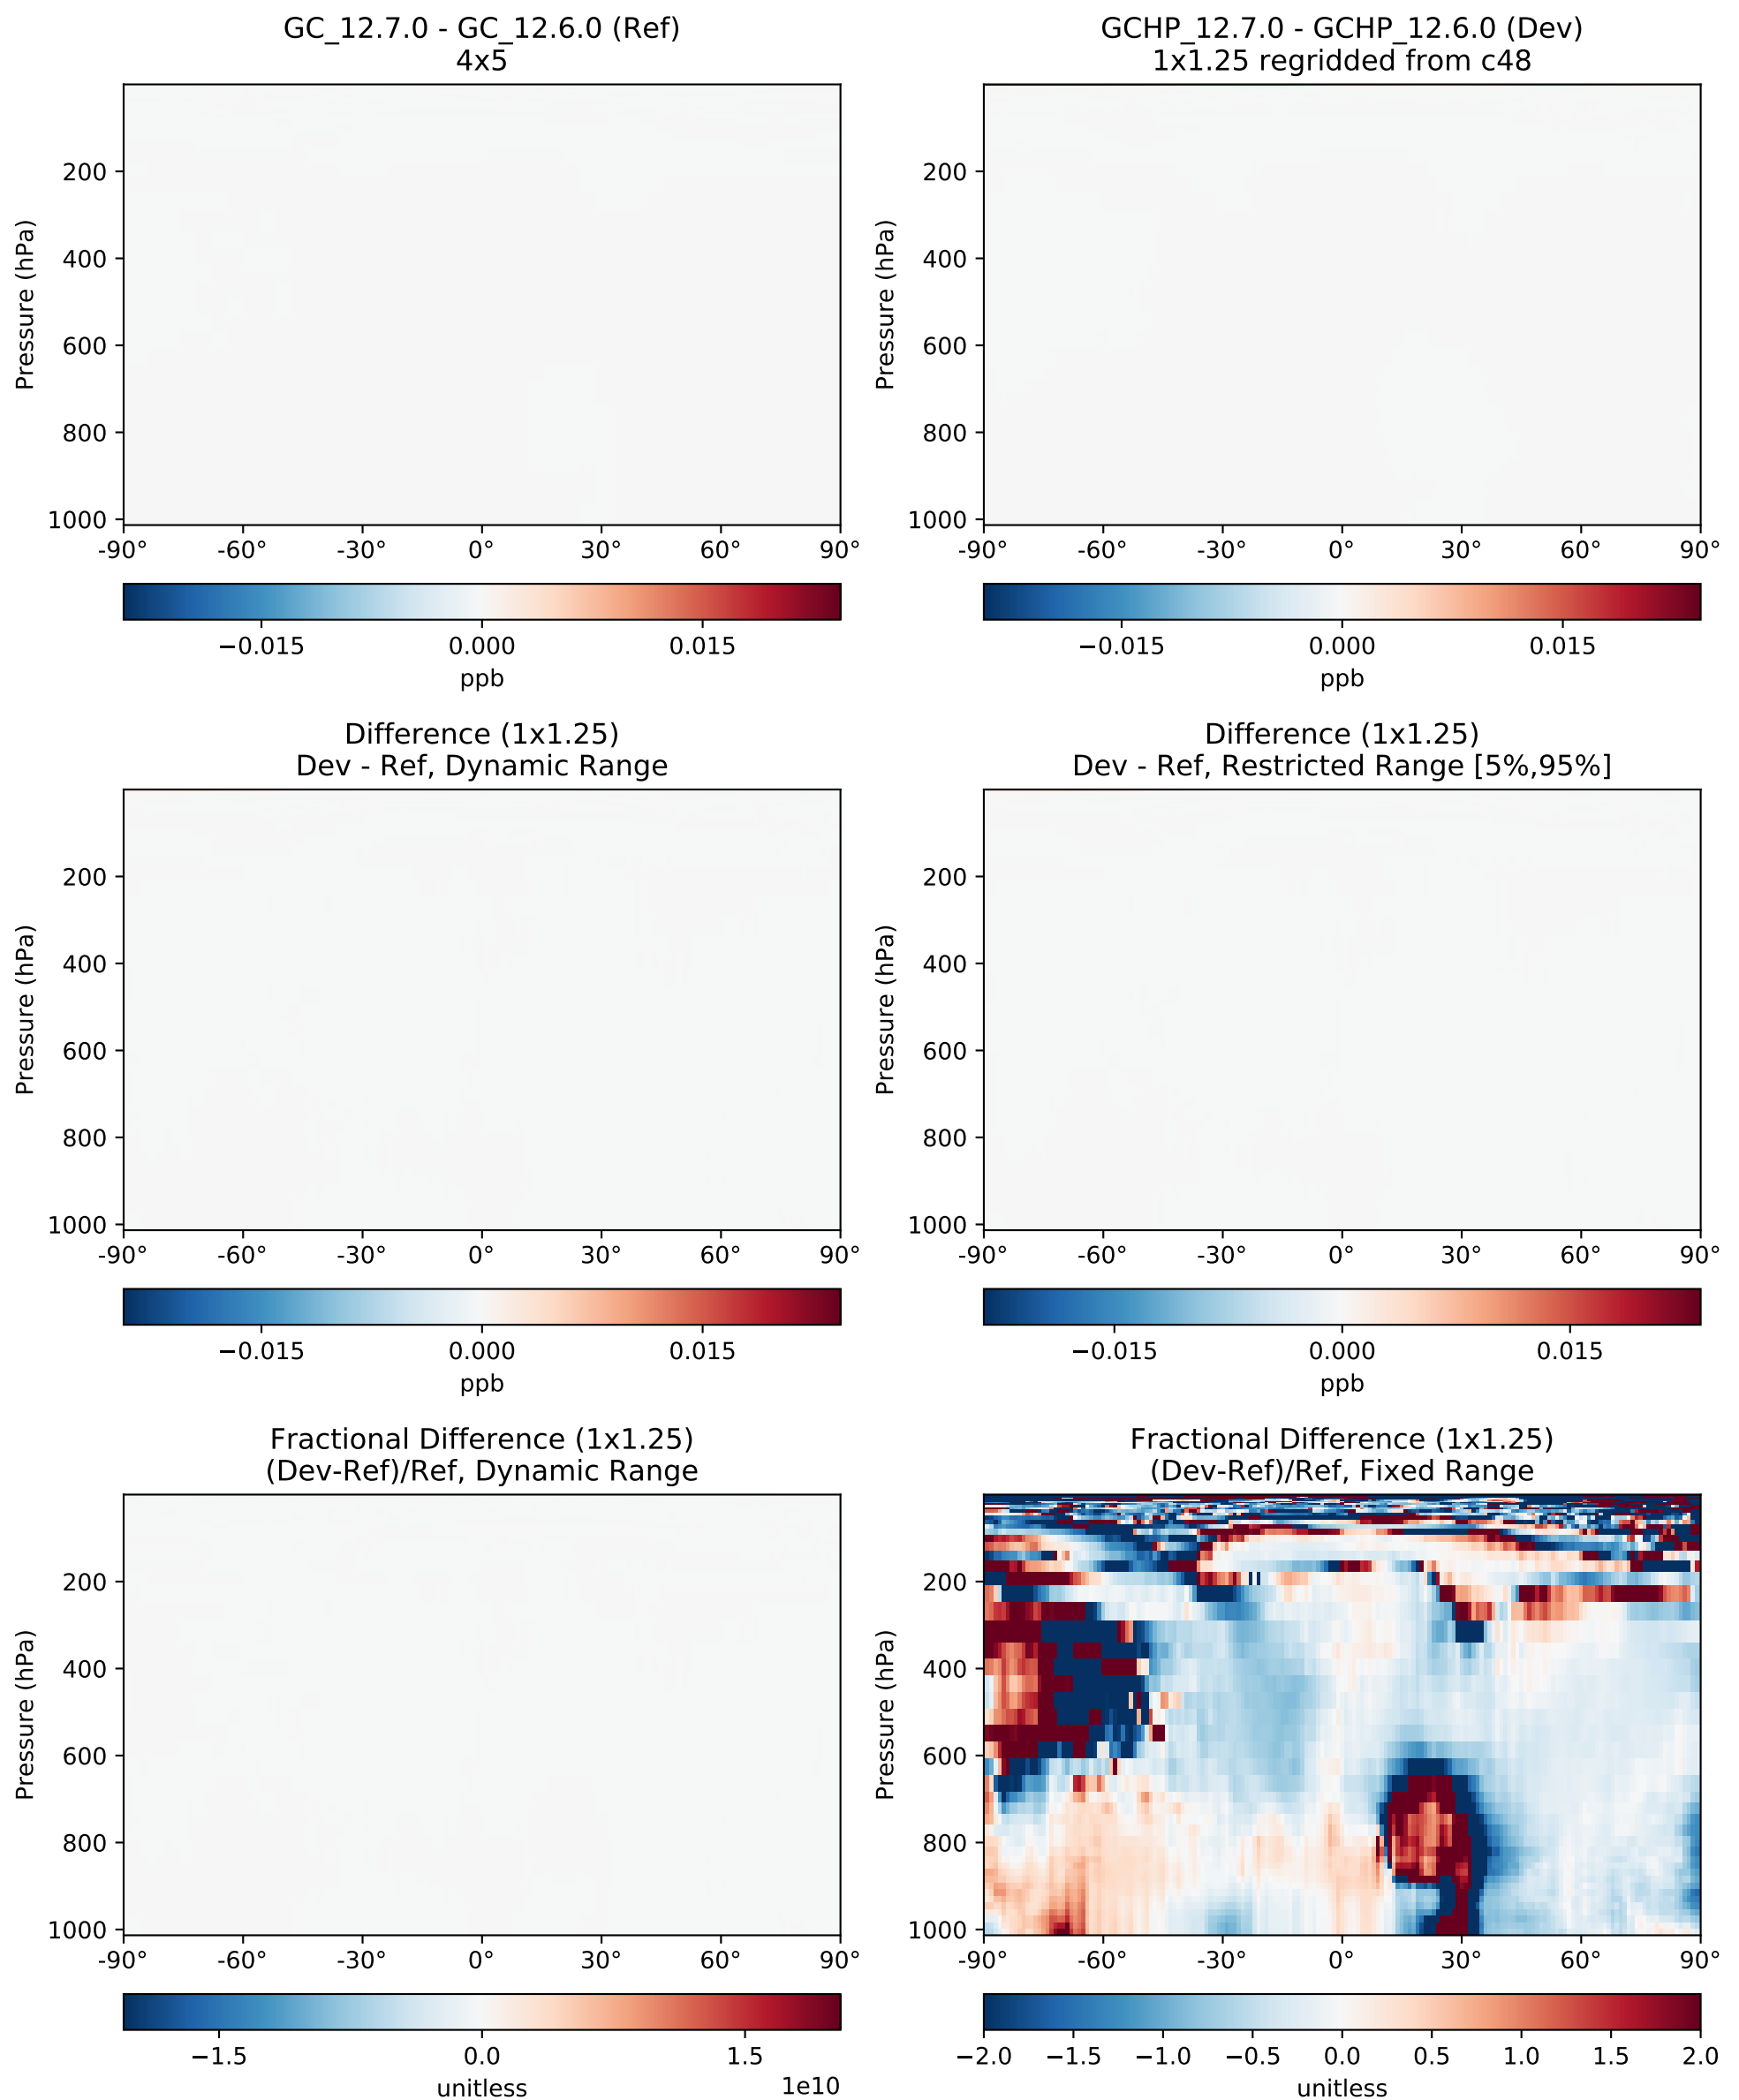 GC_12.7.0 - GC_12.6.0 (Ref)
4x5
GCHP_12.7.0 - GCHP_12.6.0 (Dev)
1x1.25 regridded from c48
Pressure (hPa)
200
400
600
800
1000
-90° -60° -30° 0° 30° 60° 90°
−0.015 0.000 0.015
ppb
Pressure (hPa)
200
400
600
800
1000
-90° -60° -30° 0° 30° 60° 90°
−0.015 0.000 0.015
ppb
Difference (1x1.25)
Dev - Ref, Dynamic Range
Pressure (hPa)
200
400
600
800
1000
-90° -60° -30° 0° 30° 60° 90°
−0.015 0.000 0.015
ppb
Difference (1x1.25)
Dev - Ref, Restricted Range [5%,95%]
Pressure (hPa)
200
400
600
800
1000
-90° -60° -30° 0° 30° 60° 90°
−0.015 0.000 0.015
ppb
Fractional Difference (1x1.25)
(Dev-Ref)/Ref, Dynamic Range
Pressure (hPa)
200
400
600
800
1000
-90° -60° -30° 0° 30° 60° 90°
−1.5 0.0 1.5
unitless 1e10
Fractional Difference (1x1.25)
(Dev-Ref)/Ref, Fixed Range
Pressure (hPa)
200
400
600
800
1000
-90° -60° -30° 0° 30° 60° 90°
−2.0 −1.5 −1.0 −0.5 0.0 0.5 1.0 1.5 2.0
unitless